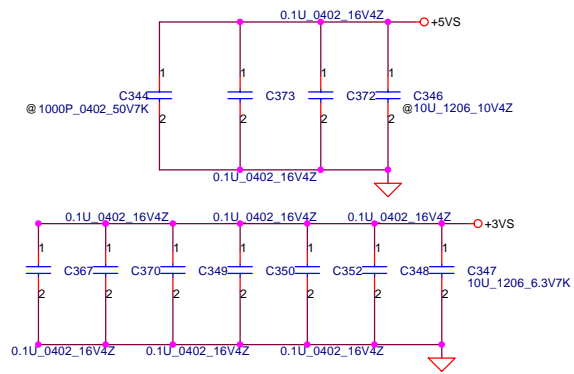 0.1U_0402_16V4Z
+5VS
1 1 1 1
C344 C373 C372 C346
@ 1000P_0402_50V7K @ 10U_1206_10V4Z
2 2 2 2
0.1U_0402_16V4Z
0.1U_0402_16V4Z 0.1U_0402_16V4Z 0.1U_0402_16V4Z
+3VS
1 1 1 1 1 1 1
C367 C370 C349 C350 C352 C348 C347
10U_1206_6.3V7K
2 2 2 2 2 2 2
0.1U_0402_16V4Z 0.1U_0402_16V4Z 0.1U_0402_16V4Z